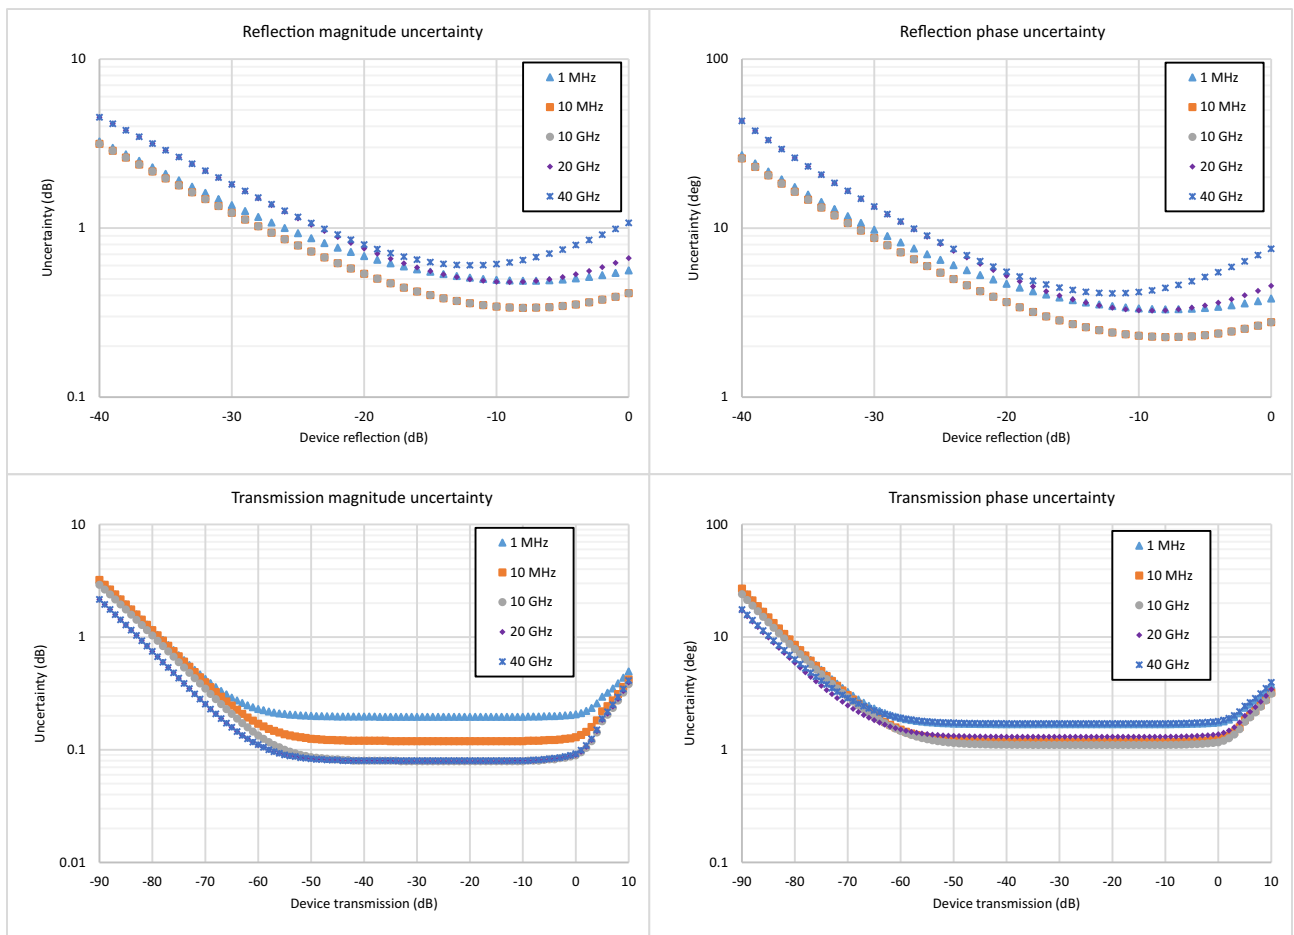 Reflection magnitude uncertainty
10
1
0.1
Uncertainty (dB)
-40 -30 -20 -10 0
Device reflection (dB)
1 MHz
10 MHz
10 GHz
20 GHz
40 GHz
Reflection phase uncertainty
100
10
1
Uncertainty (deg)
-40 -30 -20 -10 0
Device reflection (dB)
1 MHz
10 MHz
10 GHz
20 GHz
40 GHz
Transmission magnitude uncertainty
10
1
0.1
0.01
Uncertainty (dB)
-90 -80 -70 -60 -50 -40 -30 -20 -10 0 10
Device transmission (dB)
1 MHz
10 MHz
10 GHz
20 GHz
40 GHz
Transmission phase uncertainty
100
10
1
0.1
Uncertainty (deg)
-90 -80 -70 -60 -50 -40 -30 -20 -10 0 10
Device transmission (dB)
1 MHz
10 MHz
10 GHz
20 GHz
40 GHz